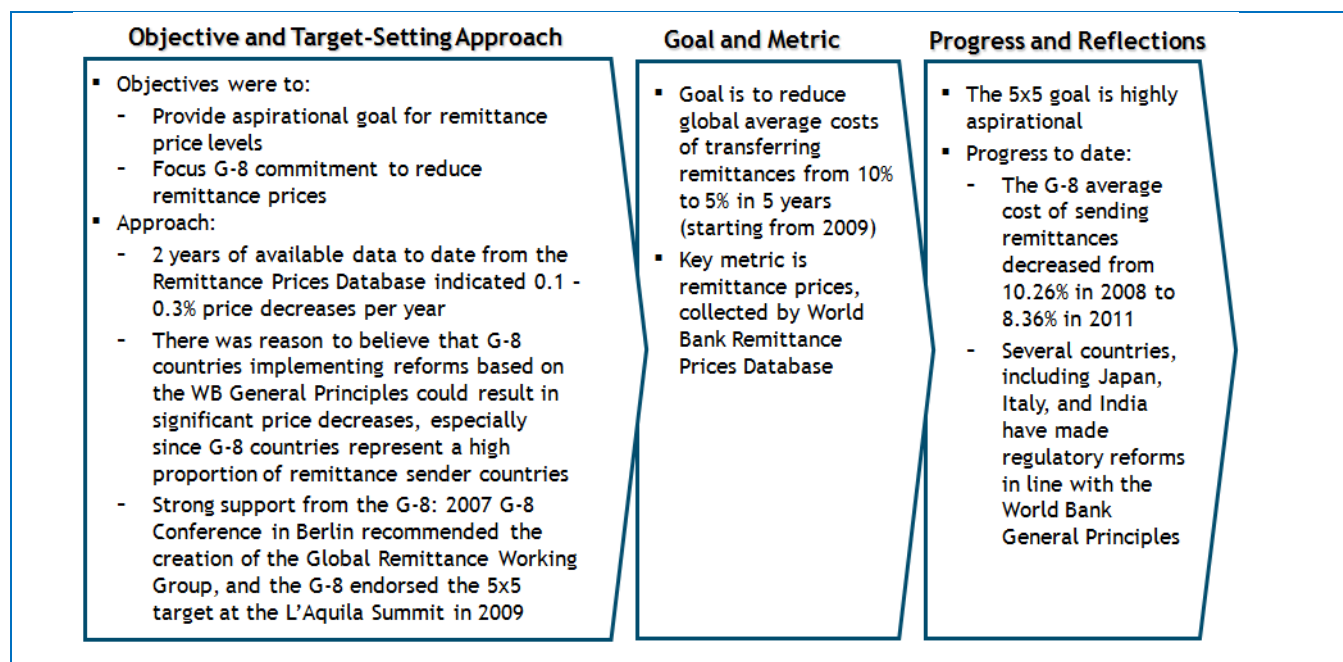 Objective and Target-Setting Approach
▪ Objectives were to:
– Provide aspirational goal for remittance
price levels
– Focus G-8 commitment to reduce
remittance prices
▪ Approach:
– 2 years of available data to date from the
Remittance Prices Database indicated 0.1 –
0.3% price decreases per year
– There was reason to believe that G-8
countries implementing reforms based on
the WB General Principles could result in
significant price decreases, especially
since G-8 countries represent a high
proportion of remittance sender countries
– Strong support from the G-8: 2007 G-8
Conference in Berlin recommended the
creation of the Global Remittance Working
Group, and the G-8 endorsed the 5x5
target at the L’Aquila Summit in 2009
Goal and Metric
▪ Goal is to reduce
global average costs
of transferring
remittances from 10%
to 5% in 5 years
(starting from 2009)
▪ Key metric is
remittance prices,
collected by World
Bank Remittance
Prices Database
Progress and Reflections
▪ The 5x5 goal is highly
aspirational
▪ Progress to date:
– The G-8 average
cost of sending
remittances
decreased from
10.26% in 2008 to
8.36% in 2011
– Several countries,
including Japan,
Italy, and India
have made
regulatory reforms
in line with the
World Bank
General Principles